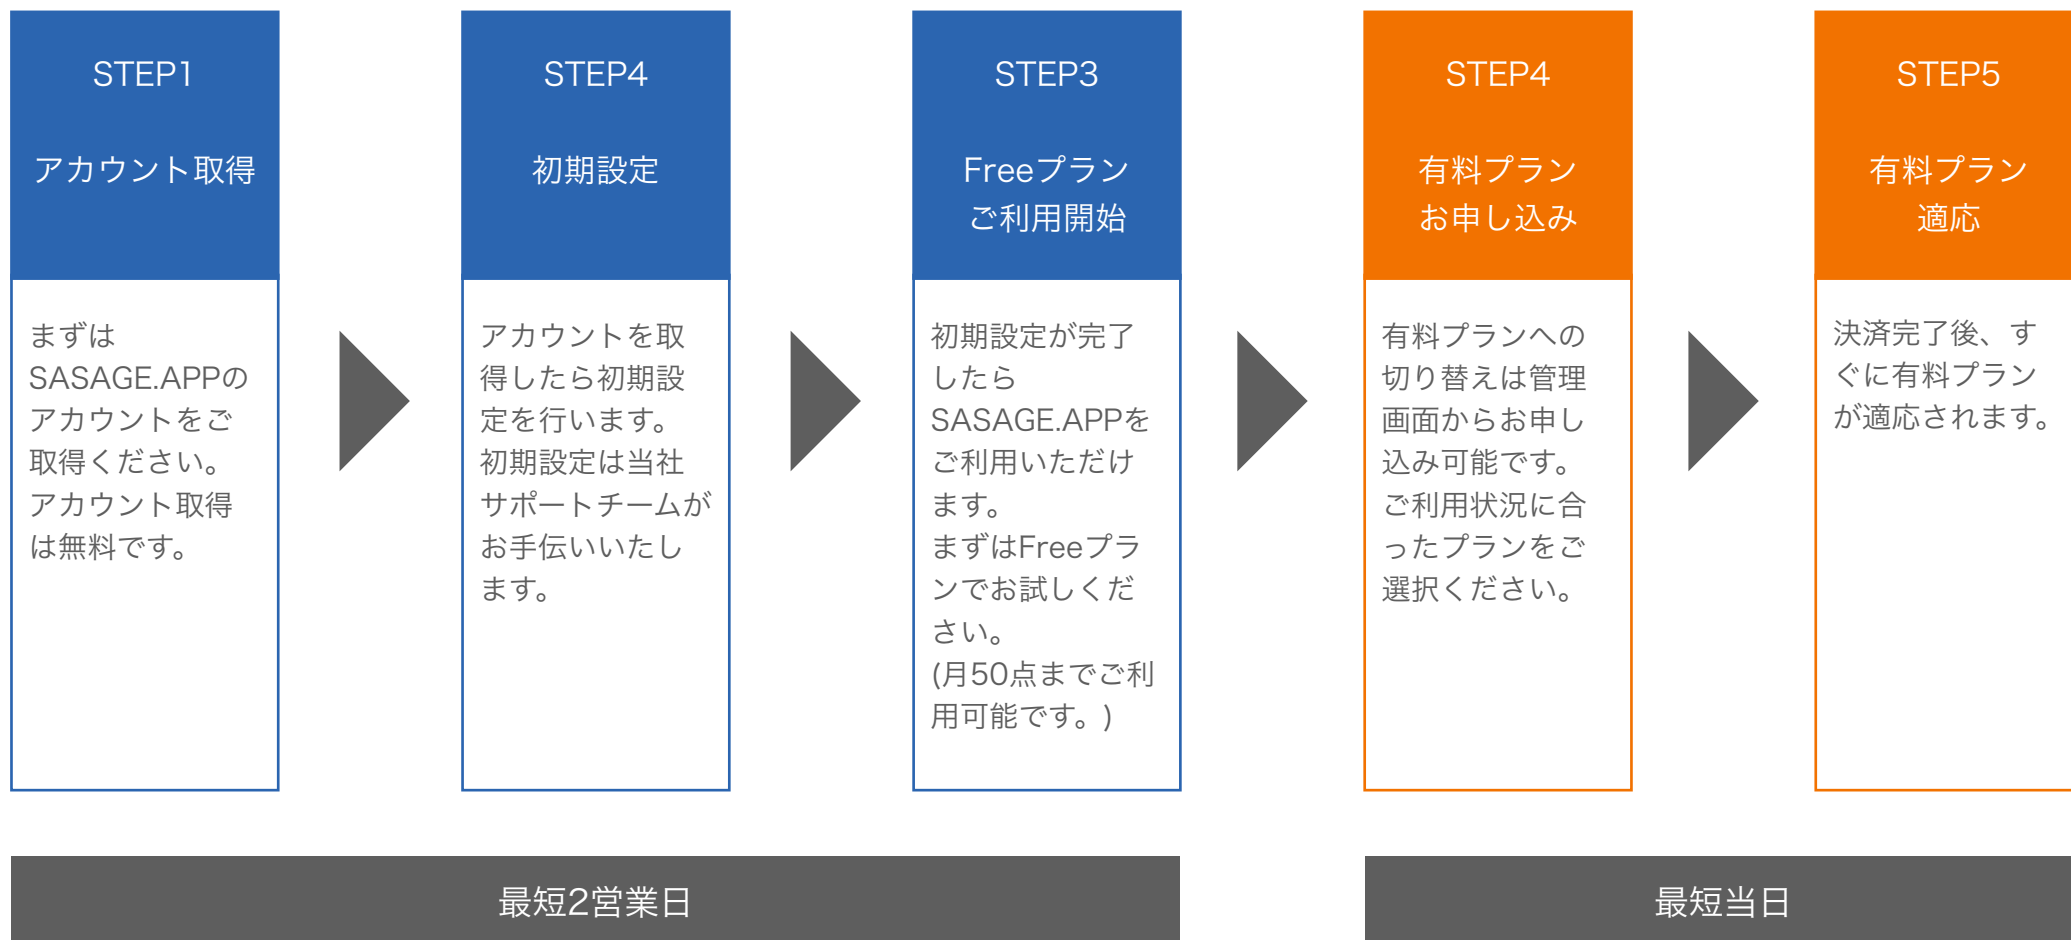 STEP1
アカウント取得
まずは
SASAGE.APPの
アカウントをご
取得ください。
アカウント取得
は無料です。
STEP4
初期設定
アカウントを取
得したら初期設
定を行います。
初期設定は当社
サポートチームが
お手伝いいたし
ます。
STEP3
Freeプラン
ご利用開始
初期設定が完了
したら
SASAGE.APPを
ご利用いただけ
ます。
まずはFreeプラ
ンでお試しくだ
さい。
(月50点までご利
用可能です。)
STEP4
有料プラン
お申し込み
有料プランへの
切り替えは管理
画面からお申し
込み可能です。
ご利用状況に合
ったプランをご
選択ください。
STEP5
有料プラン
適応
決済完了後、す
ぐに有料プラン
が適応されます。
最短2営業日
最短当日